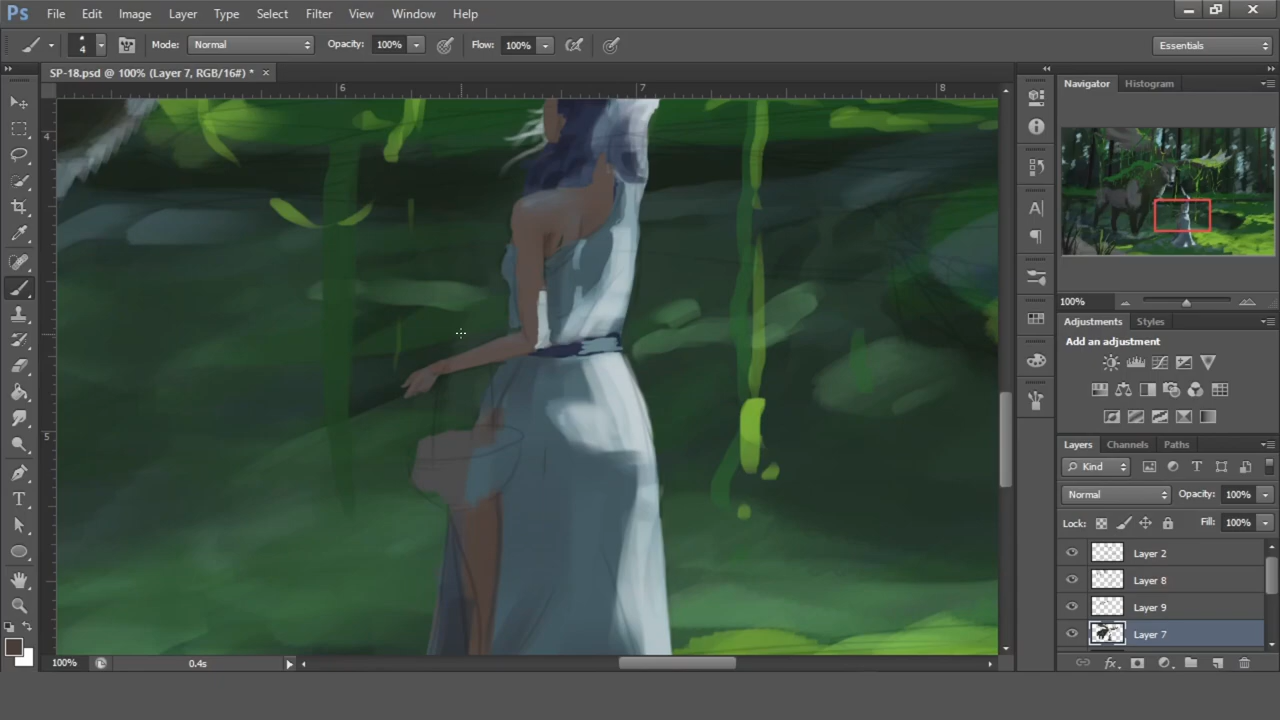 Ps File Edit Image Layer Type Select Filter View Window Help
4 Mode: Normal Opacity: 100% Flow: 100% Essentials
SP-18.psd @ 100% (Layer 7, RGB/16#) * ×
6 7 8
4
5
Navigator Histogram
100%
Adjustments Styles
Add an adjustment
Layers Channels Paths
Kind T
Normal Opacity: 100%
Lock: Fill: 100%
Layer 2
Layer 8
Layer 9
Layer 7
fx
100% 0.4s